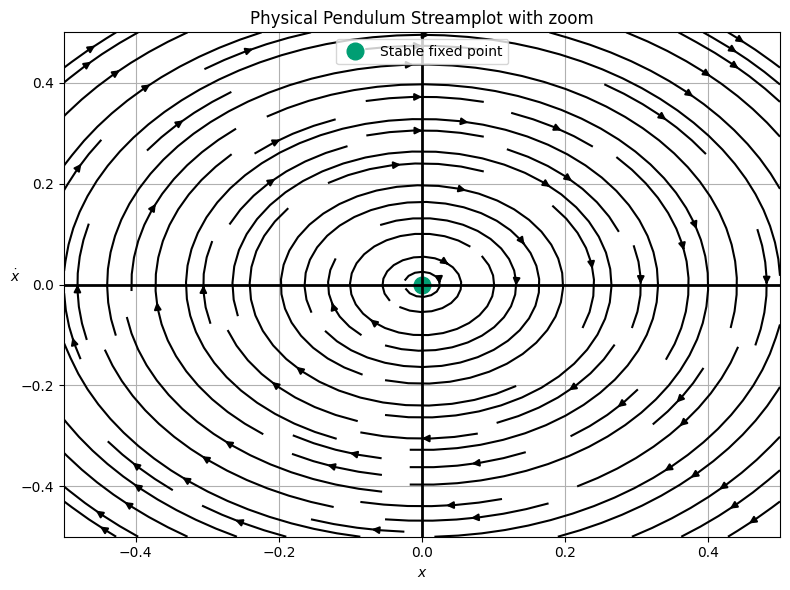 Physical Pendulum Streamplot with zoom
Stable fixed point
0.4
0.2
0.0
−0.2
−0.4
ẋ
−0.4 −0.2 0.0 0.2 0.4
x